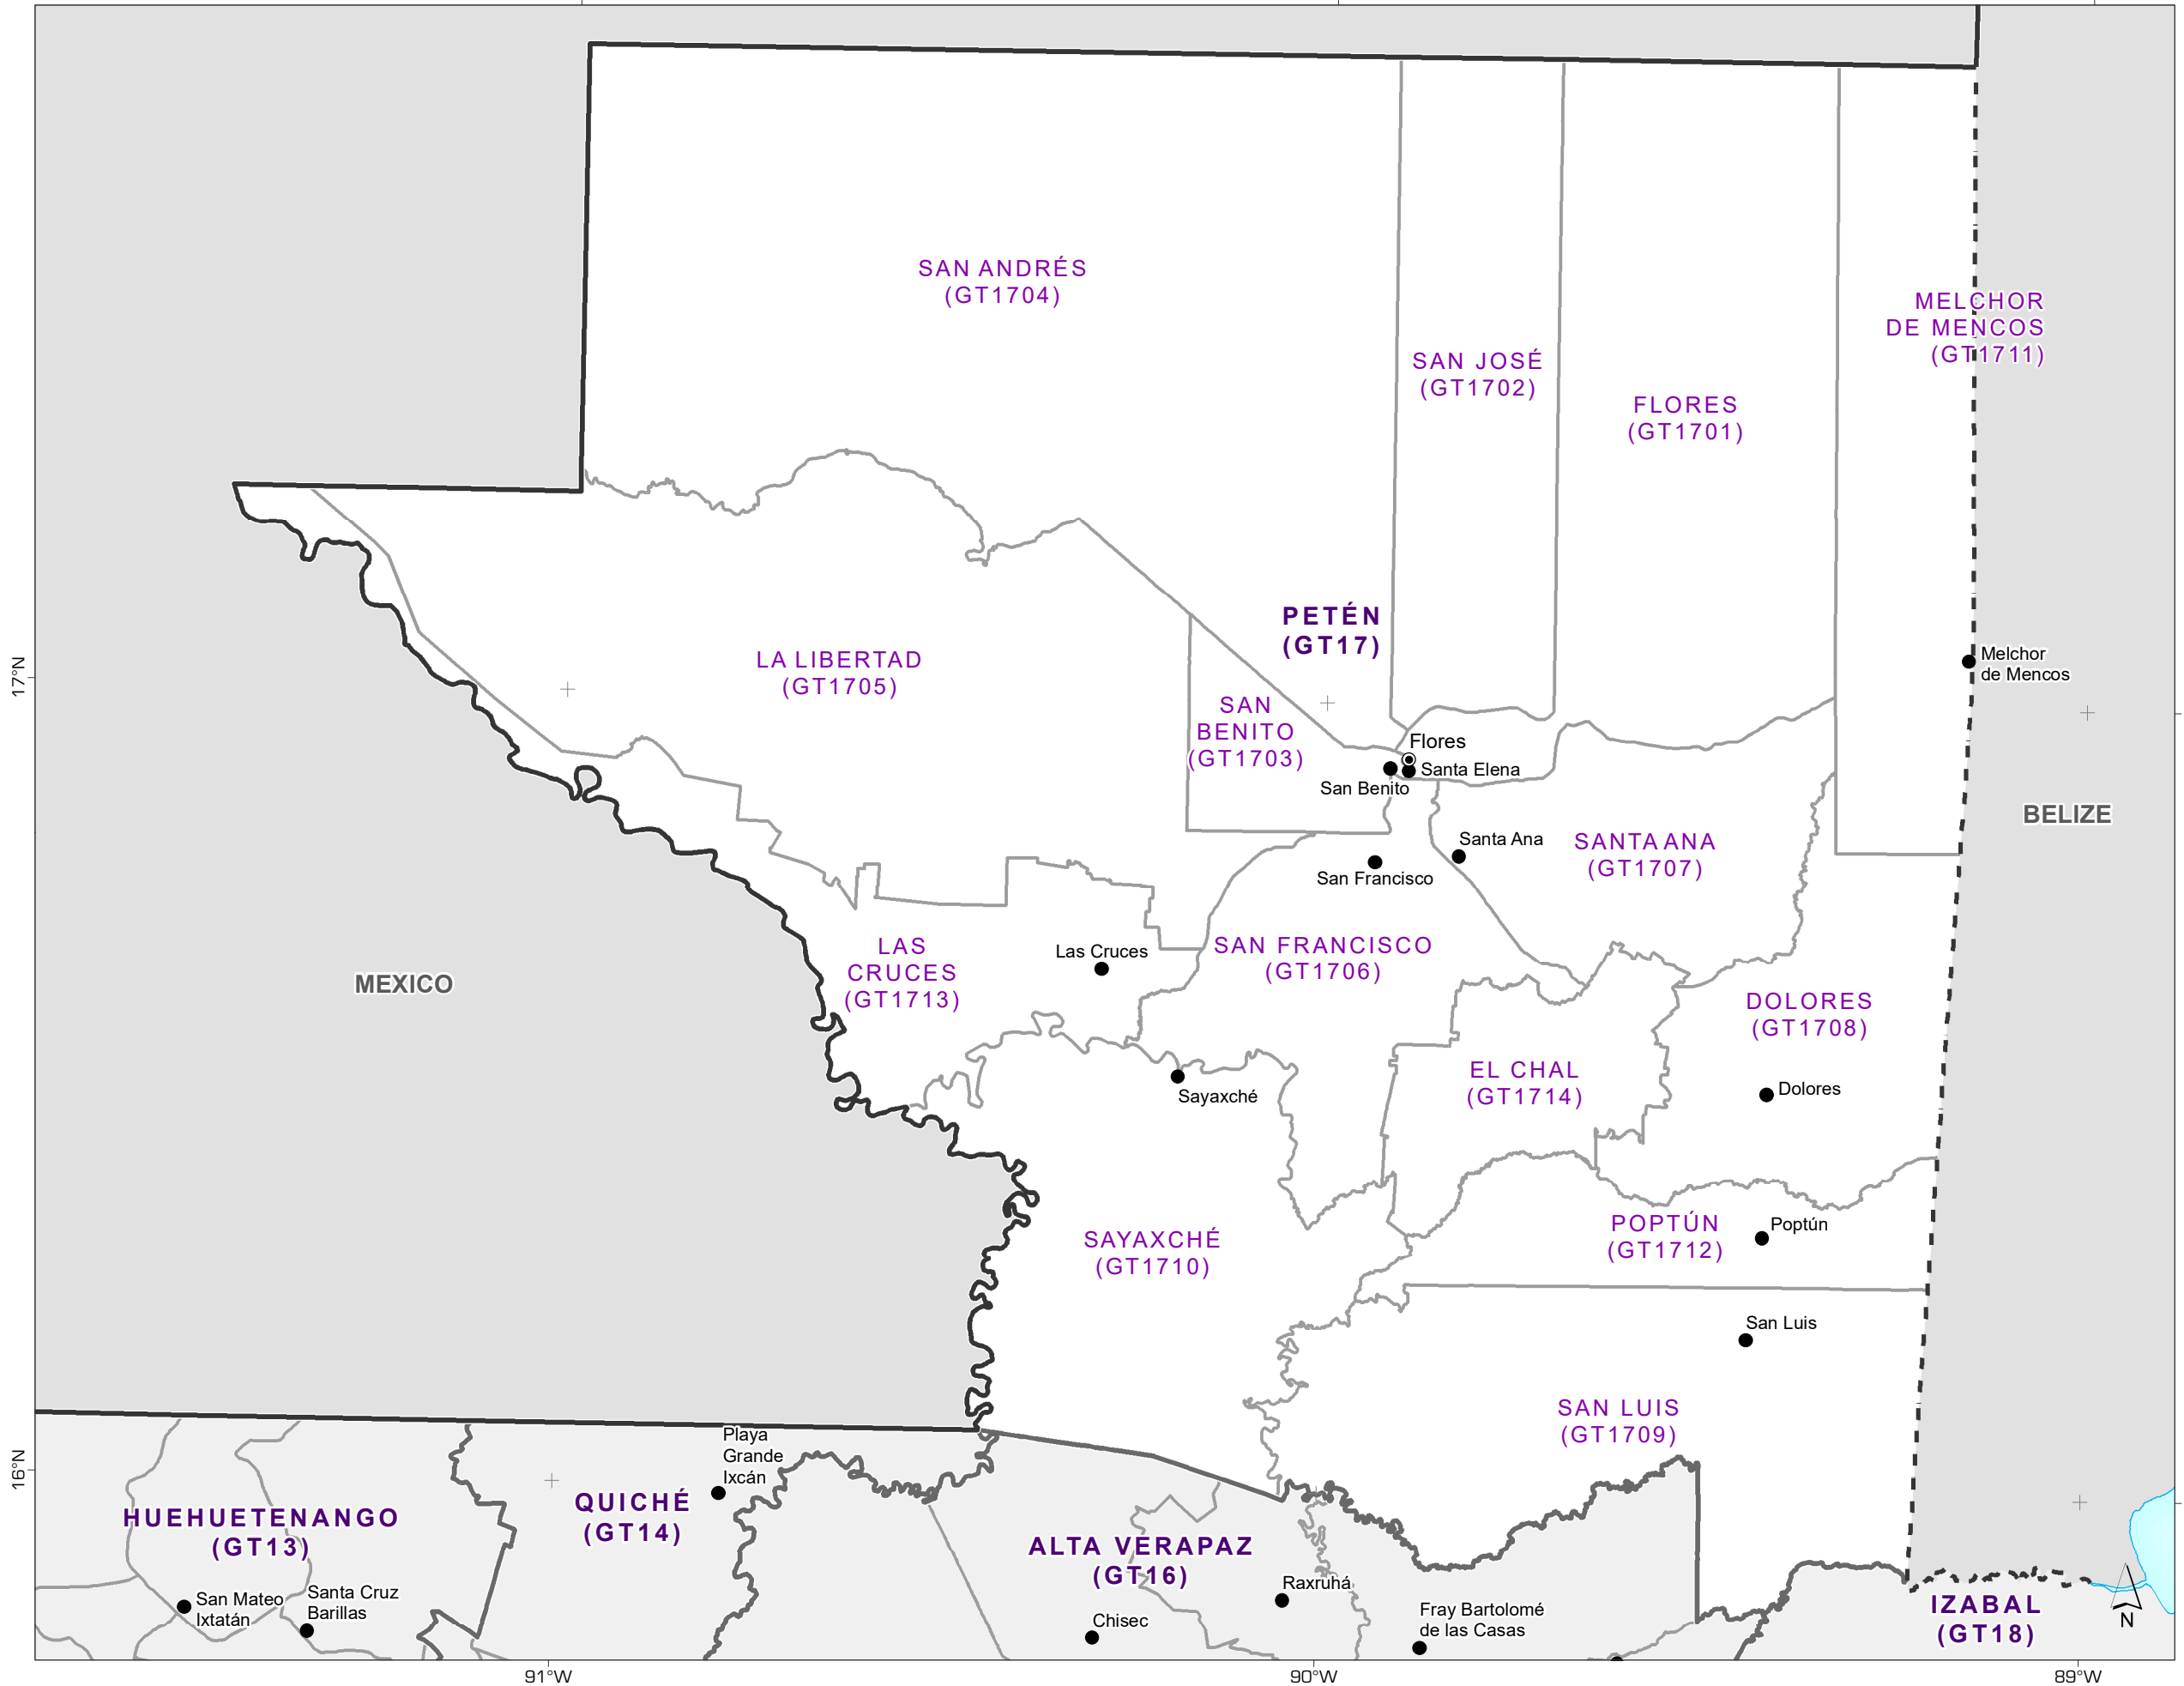 SAN ANDRÉS
(GT1704)
MELCHOR
DE MENCOS
(GT1711)
SAN JOSÉ
(GT1702)
FLORES
(GT1701)
PETÉN
(GT17)
17°N
LA LIBERTAD
(GT1705)
Melchor
de Mencos
SAN
BENITO
(GT1703)
Flores
Santa Elena
San Benito
BELIZE
Santa Ana
SANTA ANA
(GT1707)
San Francisco
LAS
CRUCES
(GT1713)
Las Cruces
SAN FRANCISCO
(GT1706)
MEXICO
DOLORES
(GT1708)
EL CHAL
(GT1714)
Dolores
Sayaxché
SAYAXCHÉ
(GT1710)
POPTÚN
(GT1712)
Poptún
San Luis
SAN LUIS
(GT1709)
16°N
Playa
Grande
Ixcán
HUEHUETENANGO
(GT13)
QUICHÉ
(GT14)
ALTA VERAPAZ
(GT16)
Raxruhá
San Mateo
Ixtatán
Santa Cruz
Barillas
Chisec
Fray Bartolomé
de las Casas
IZABAL
(GT18)
N
91°W
90°W
89°W